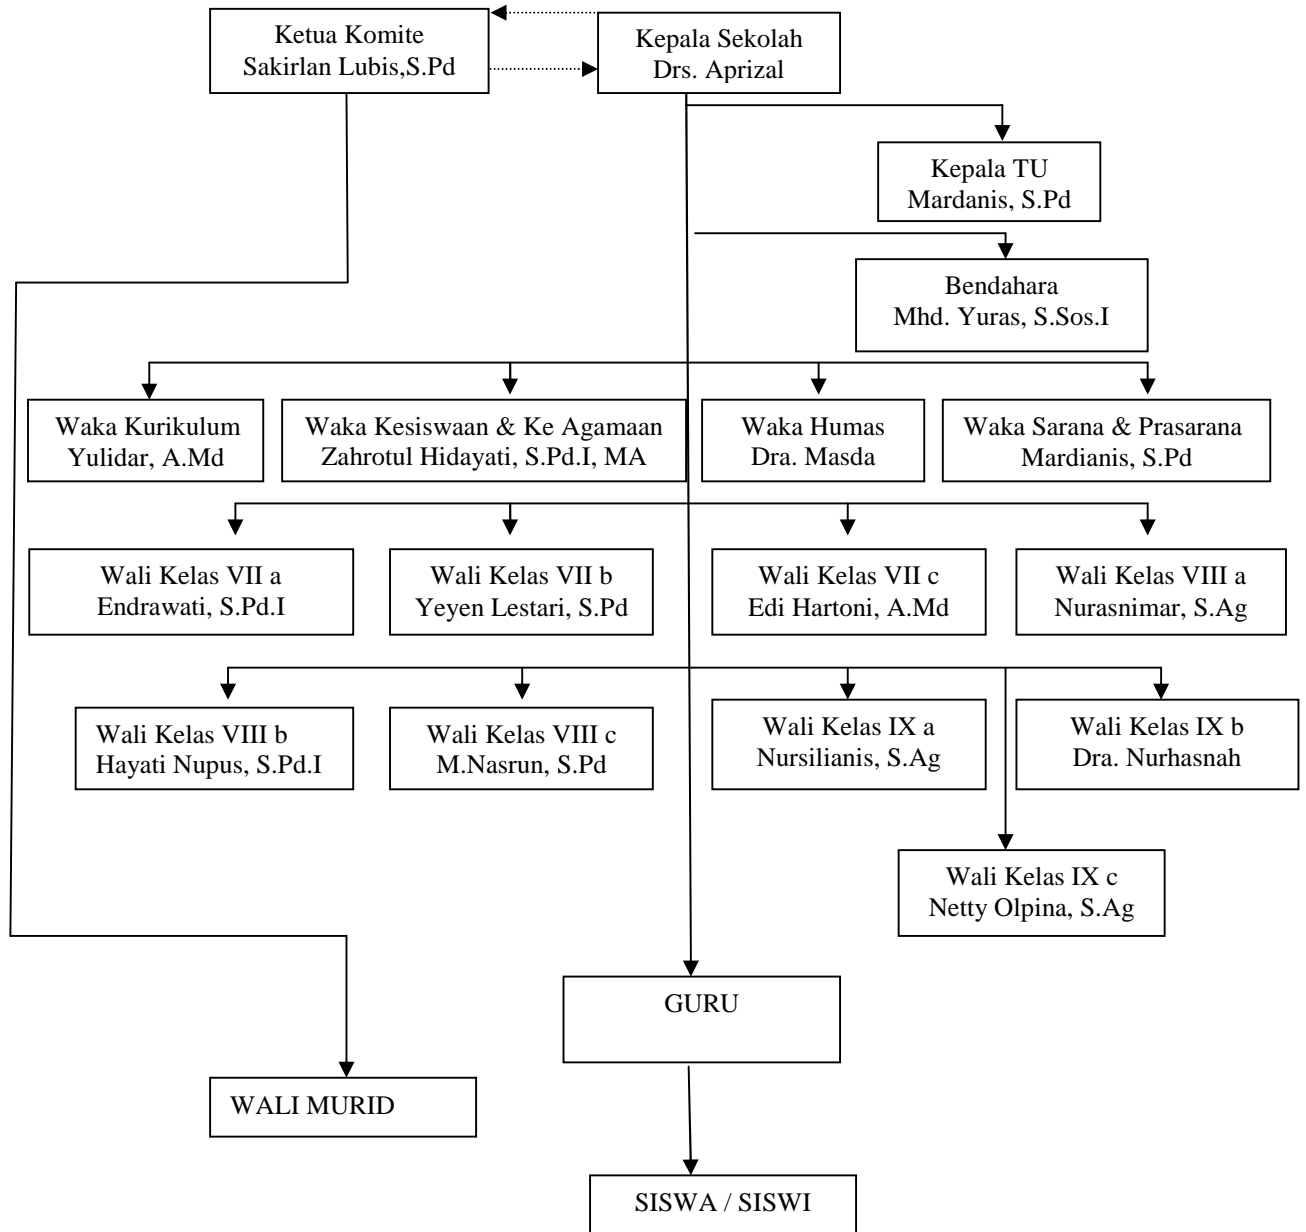 Ketua Komite
Sakirlan Lubis,S.Pd
Kepala Sekolah
Drs. Aprizal
Kepala TU
Mardanis, S.Pd
Bendahara
Mhd. Yuras, S.Sos.I
Waka Kurikulum
Yulidar, A.Md
Waka Kesiswaan & Ke Agamaan
Zahrotul Hidayati, S.Pd.I, MA
Waka Humas
Dra. Masda
Waka Sarana & Prasarana
Mardianis, S.Pd
Wali Kelas VII a
Endrawati, S.Pd.I
Wali Kelas VII b
Yeyen Lestari, S.Pd
Wali Kelas VII c
Edi Hartoni, A.Md
Wali Kelas VIII a
Nurasnimar, S.Ag
Wali Kelas VIII b
Hayati Nupus, S.Pd.I
Wali Kelas VIII c
M.Nasrun, S.Pd
Wali Kelas IX a
Nursilianis, S.Ag
Wali Kelas IX b
Dra. Nurhasnah
Wali Kelas IX c
Netty Olpina, S.Ag
GURU
WALI MURID
SISWA / SISWI